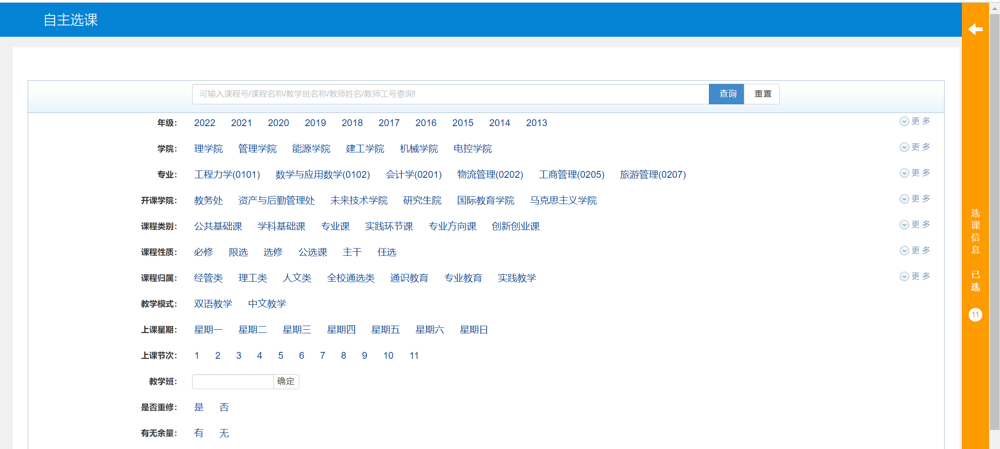 自主选课
可输入课程号/课程名称/教学班名称/教师姓名/教师工号查询! 查询 重置
年级： 2022 2021 2020 2019 2018 2017 2016 2015 2014 2013 更多
学院： 理学院 管理学院 能源学院 建工学院 机械学院 电控学院 更多
专业： 工程力学(0101) 数学与应用数学(0102) 会计学(0201) 物流管理(0202) 工商管理(0205) 旅游管理(0207) 更多
开课学院： 教务处 资产与后勤管理处 未来技术学院 研究生院 国际教育学院 马克思主义学院 更多
课程类别： 公共基础课 学科基础课 专业课 实践环节课 专业方向课 创新创业课 更多
课程性质： 必修 限选 选修 公选课 主干 任选 更多
课程归属： 经管类 理工类 人文类 全校通选类 通识教育 专业教育 实践教学 更多
教学模式： 双语教学 中文教学
上课星期： 星期一 星期二 星期三 星期四 星期五 星期六 星期日
上课节次： 1 2 3 4 5 6 7 8 9 10 11
教学班： 确定
是否重修： 是 否
有无余量： 有 无
选课信息
已选
11